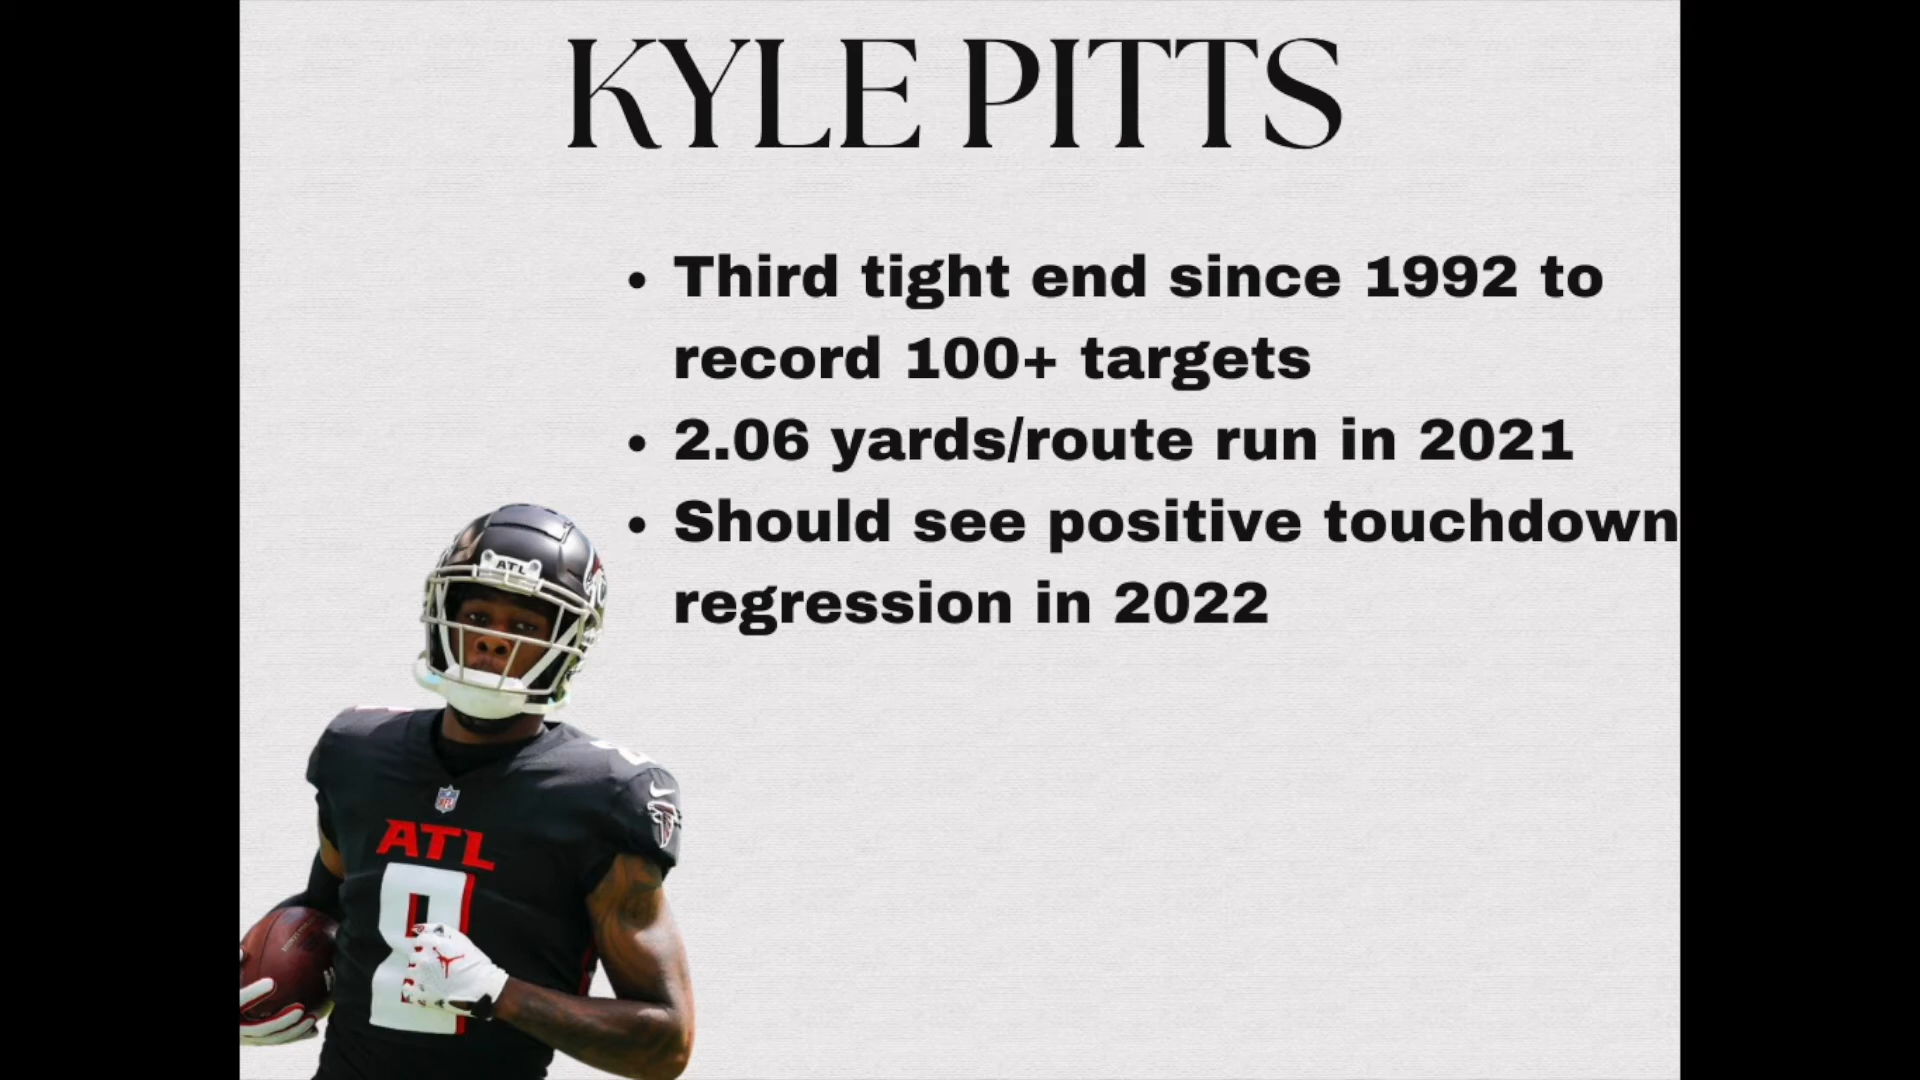 KYLE PITTS
• Third tight end since 1992 to
record 100+ targets
• 2.06 yards/route run in 2021
• Should see positive touchdown
regression in 2022
ATL
ATL
8